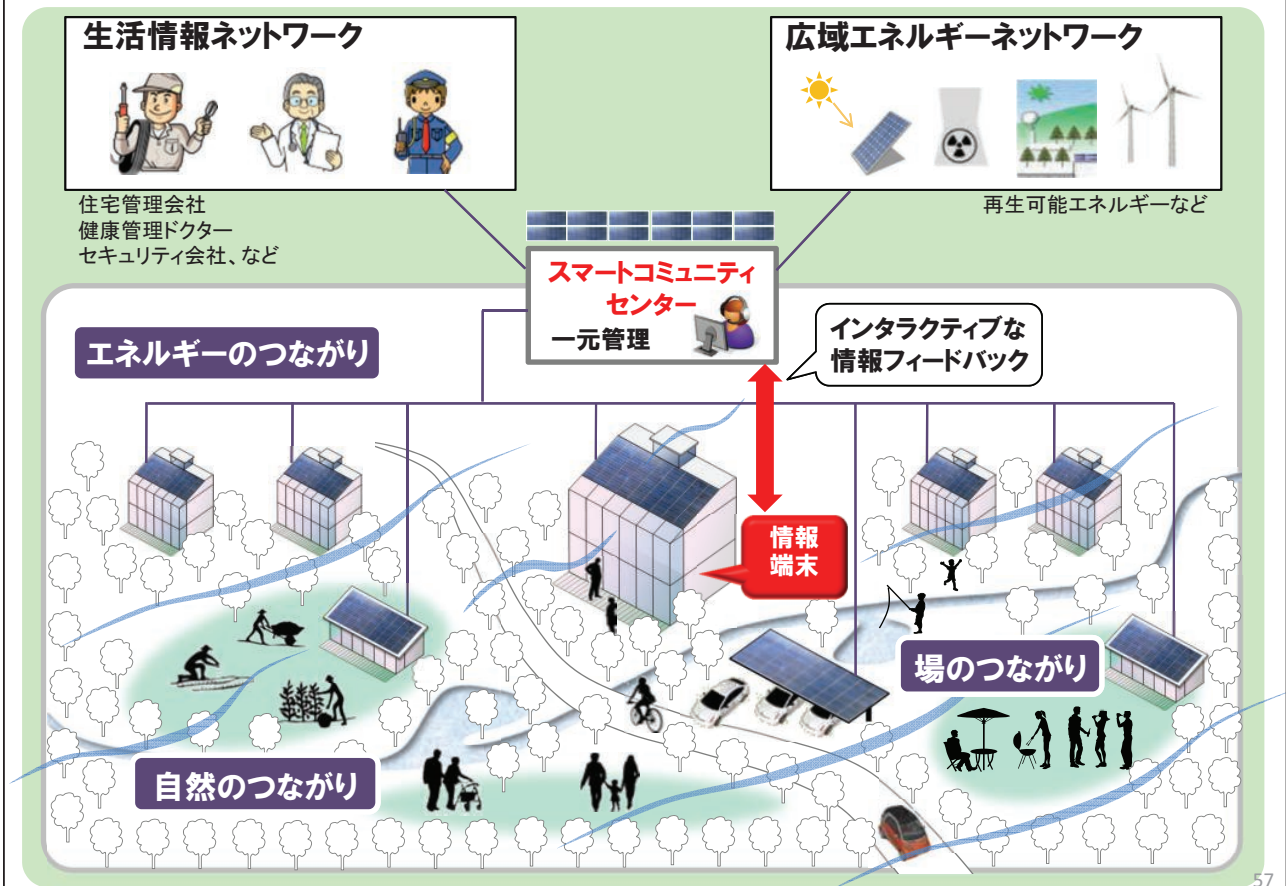 生活情報ネットワーク
住宅管理会社
健康管理ドクター
セキュリティ会社、など
広域エネルギーネットワーク
再生可能エネルギーなど
スマートコミュニティ
センター
一元管理
インタラクティブな
情報フィードバック
エネルギーのつながり
情報
端末
場のつながり
自然のつながり
57